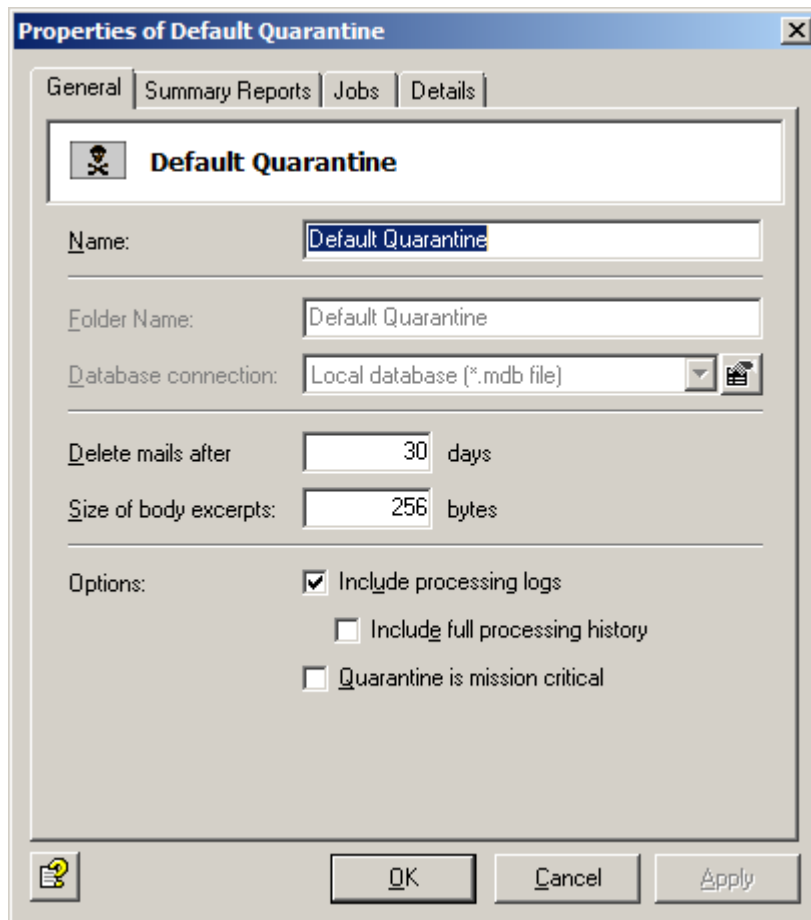 Properties of Default Quarantine
General Summary Reports Jobs Details
Default Quarantine
Name: Default Quarantine
Folder Name: Default Quarantine
Database connection: Local database (*.mdb file)
Delete mails after 30 days
Size of body excerpts: 256 bytes
Options: Include processing logs
Include full processing history
Quarantine is mission critical
OK Cancel Apply